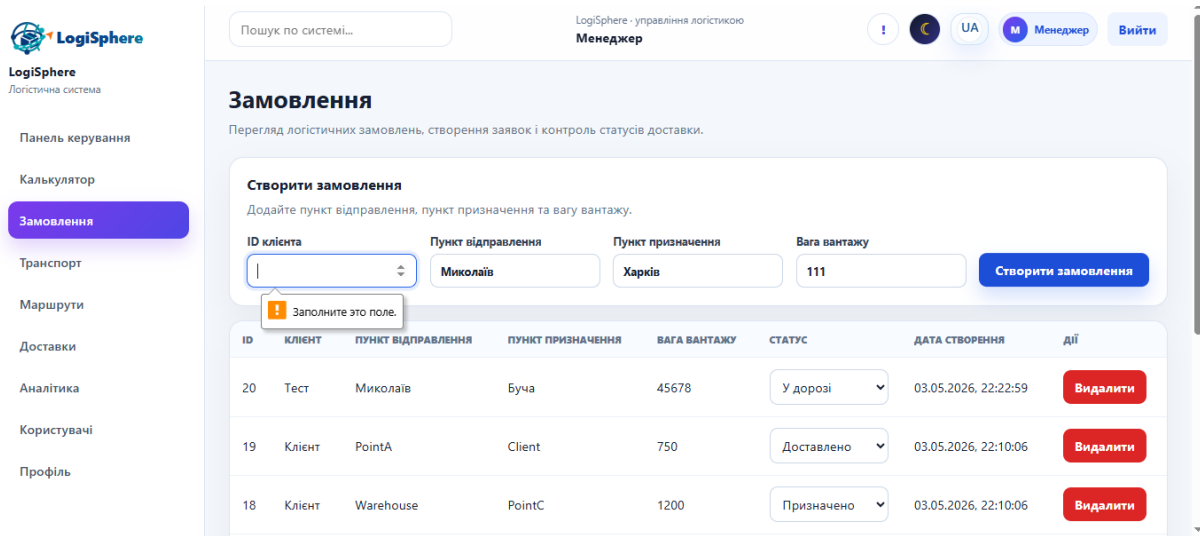 LogiSphere
LogiSphere
Логістична система
Панель керування
Калькулятор
Замовлення
Транспорт
Маршрути
Доставки
Аналітика
Користувачі
Профіль
Пошук по системі...
LogiSphere · управління логістикою
Менеджер
!
UA
М Менеджер
Вийти
Замовлення
Перегляд логістичних замовлень, створення заявок і контроль статусів доставки.
Створити замовлення
Додайте пункт відправлення, пункт призначення та вагу вантажу.
ID клієнта Пункт відправлення Пункт призначення Вага вантажу
Миколаїв Харків 111 Створити замовлення
! Заполните это поле.
ID КЛІЄНТ ПУНКТ ВІДПРАВЛЕННЯ ПУНКТ ПРИЗНАЧЕННЯ ВАГА ВАНТАЖУ СТАТУС ДАТА СТВОРЕННЯ ДІЇ
20 Тест Миколаїв Буча 45678 У дорозі 03.05.2026, 22:22:59 Видалити
19 Клієнт PointA Client 750 Доставлено 03.05.2026, 22:10:06 Видалити
18 Клієнт Warehouse PointC 1200 Призначено 03.05.2026, 22:10:06 Видалити